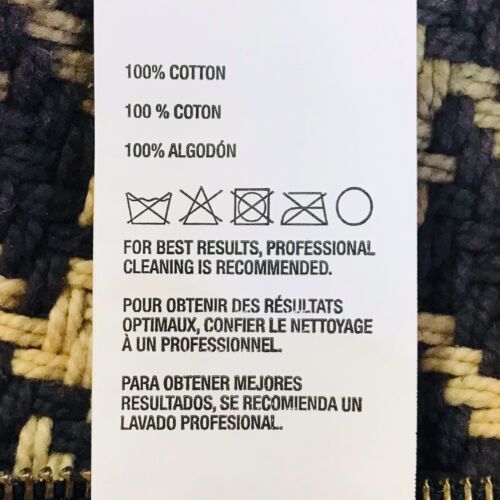 100% COTTON
100 % COTON
100% ALGODÓN
FOR BEST RESULTS, PROFESSIONAL
CLEANING IS RECOMMENDED.
POUR OBTENIR DES RÉSULTATS
OPTIMAUX, CONFIER LE NETTOYAGE
À UN PROFESSIONNEL.
PARA OBTENER MEJORES
RESULTADOS, SE RECOMIENDA UN
LAVADO PROFESIONAL.